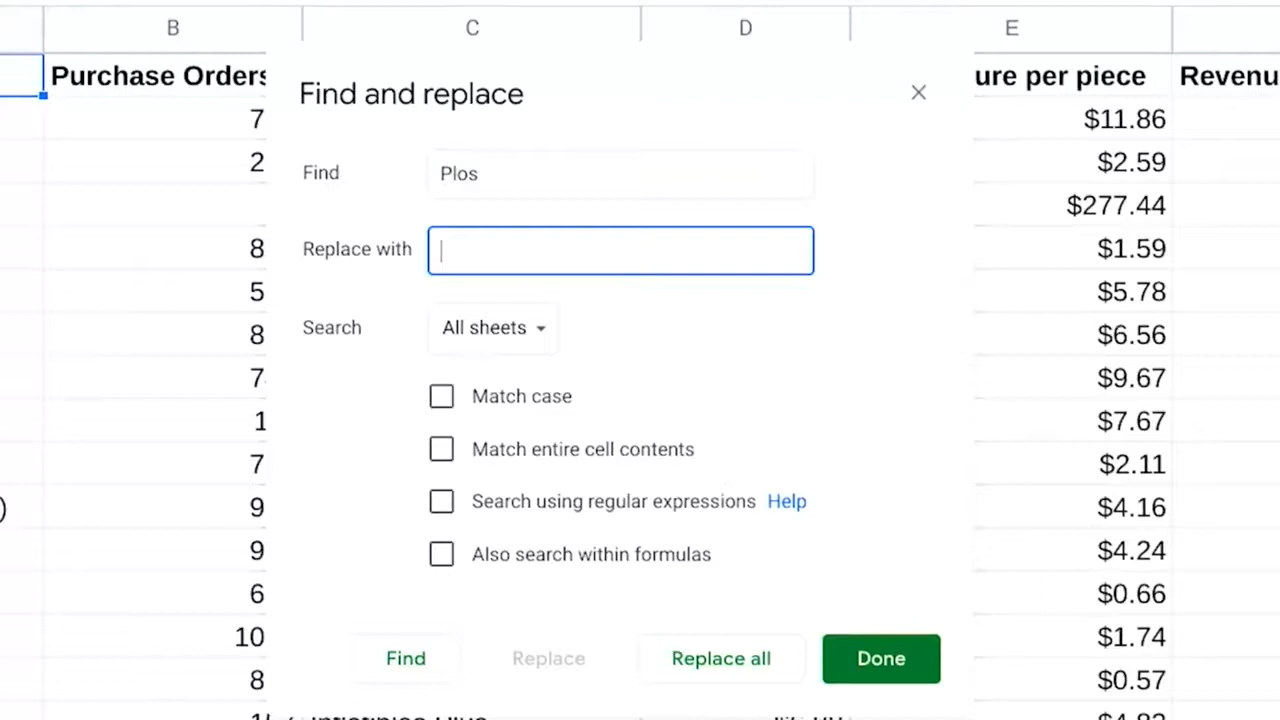 B C D E
Purchase Orders ure per piece Revenu
Find and replace
7 $11.86
2 Find Plos $2.59
$277.44
8 Replace with $1.59
5 $5.78
8 Search All sheets $6.56
7 Match case $9.67
1 $7.67
7 Match entire cell contents $2.11
) 9 Search using regular expressions Help $4.16
9 Also search within formulas $4.24
6 $0.66
10 $1.74
8 Find Replace Replace all Done $0.57